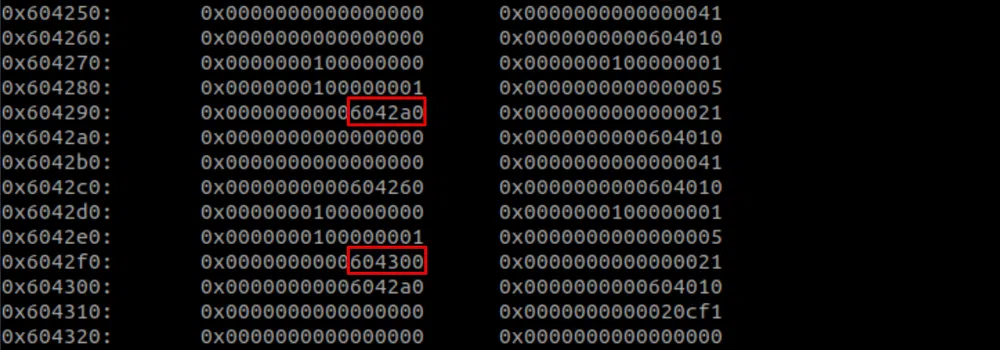 0x604250: 0x0000000000000000 0x0000000000000041
0x604260: 0x0000000000000000 0x0000000000604010
0x604270: 0x0000000100000000 0x0000000100000001
0x604280: 0x0000000100000001 0x0000000000000005
0x604290: 0x00000000006042a0 0x0000000000000021
0x6042a0: 0x0000000000000000 0x0000000000604010
0x6042b0: 0x0000000000000000 0x0000000000000041
0x6042c0: 0x0000000000604260 0x0000000000604010
0x6042d0: 0x0000000100000000 0x0000000100000001
0x6042e0: 0x0000000100000001 0x0000000000000005
0x6042f0: 0x0000000000604300 0x0000000000000021
0x604300: 0x00000000006042a0 0x0000000000604010
0x604310: 0x0000000000000000 0x0000000000020cf1
0x604320: 0x0000000000000000 0x0000000000000000